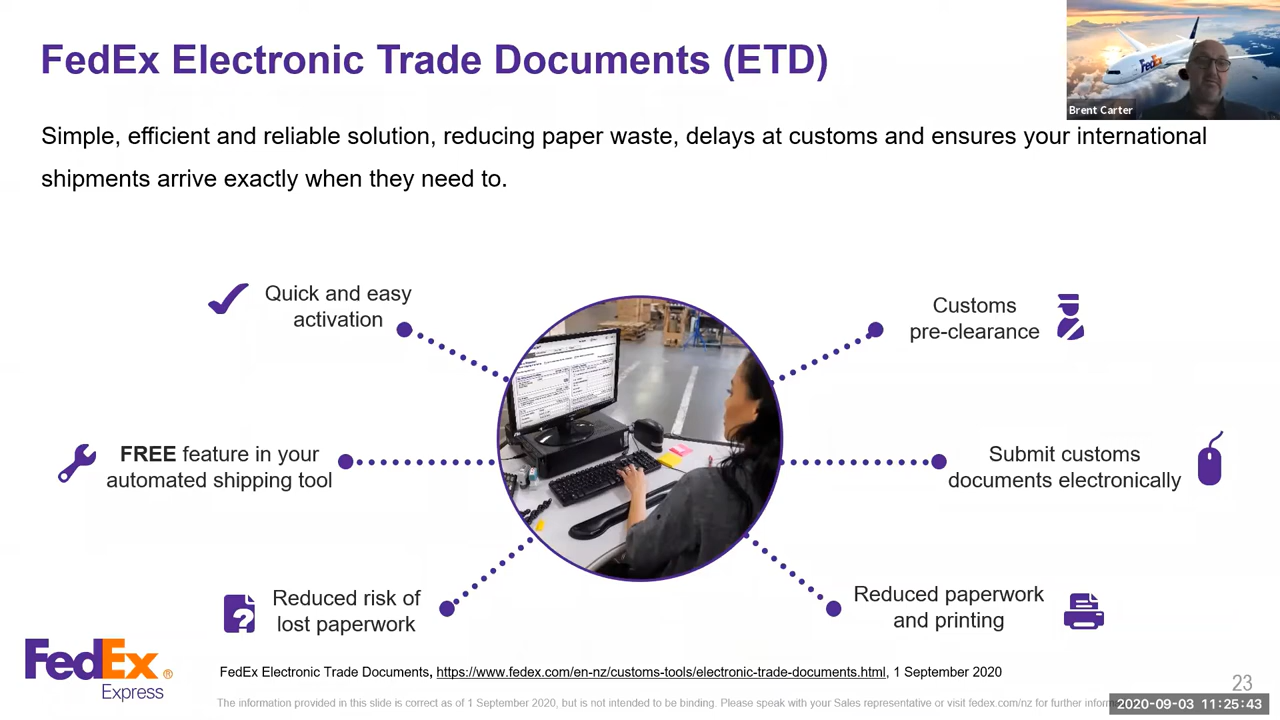 FedEx Electronic Trade Documents (ETD)
FedEx
Brent Carter
Simple, efficient and reliable solution, reducing paper waste, delays at customs and ensures your international
shipments arrive exactly when they need to.
Quick and easy
activation
Customs
pre-clearance
FREE feature in your
automated shipping tool
Submit customs
documents electronically
Reduced risk of
lost paperwork
Reduced paperwork
and printing
FedEx ®
Express
FedEx Electronic Trade Documents, https://www.fedex.com/en-nz/customs-tools/electronic-trade-documents.html, 1 September 2020
23
The information provided in this slide is correct as of 1 September 2020, but is not intended to be binding. Please speak with your Sales representative or visit fedex.com/nz for further
2020-09-03 11:25:43